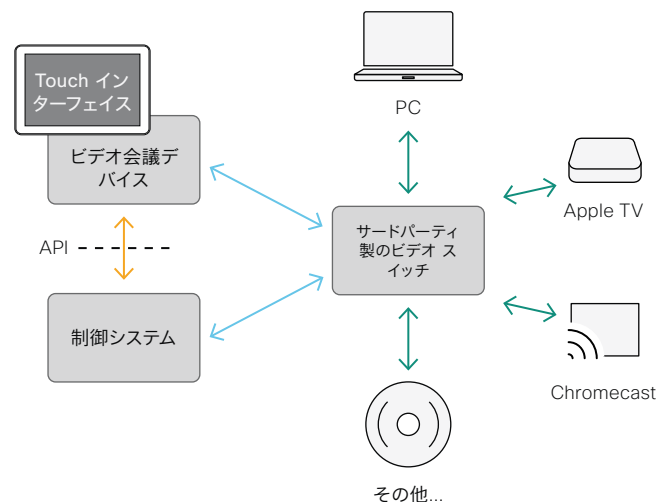 Touch イン
ターフェイス
ビデオ会議デ
バイス
API
制御システム
PC
サードパーティ
製のビデオ ス
イッチ
Apple TV
Chromecast
その他...